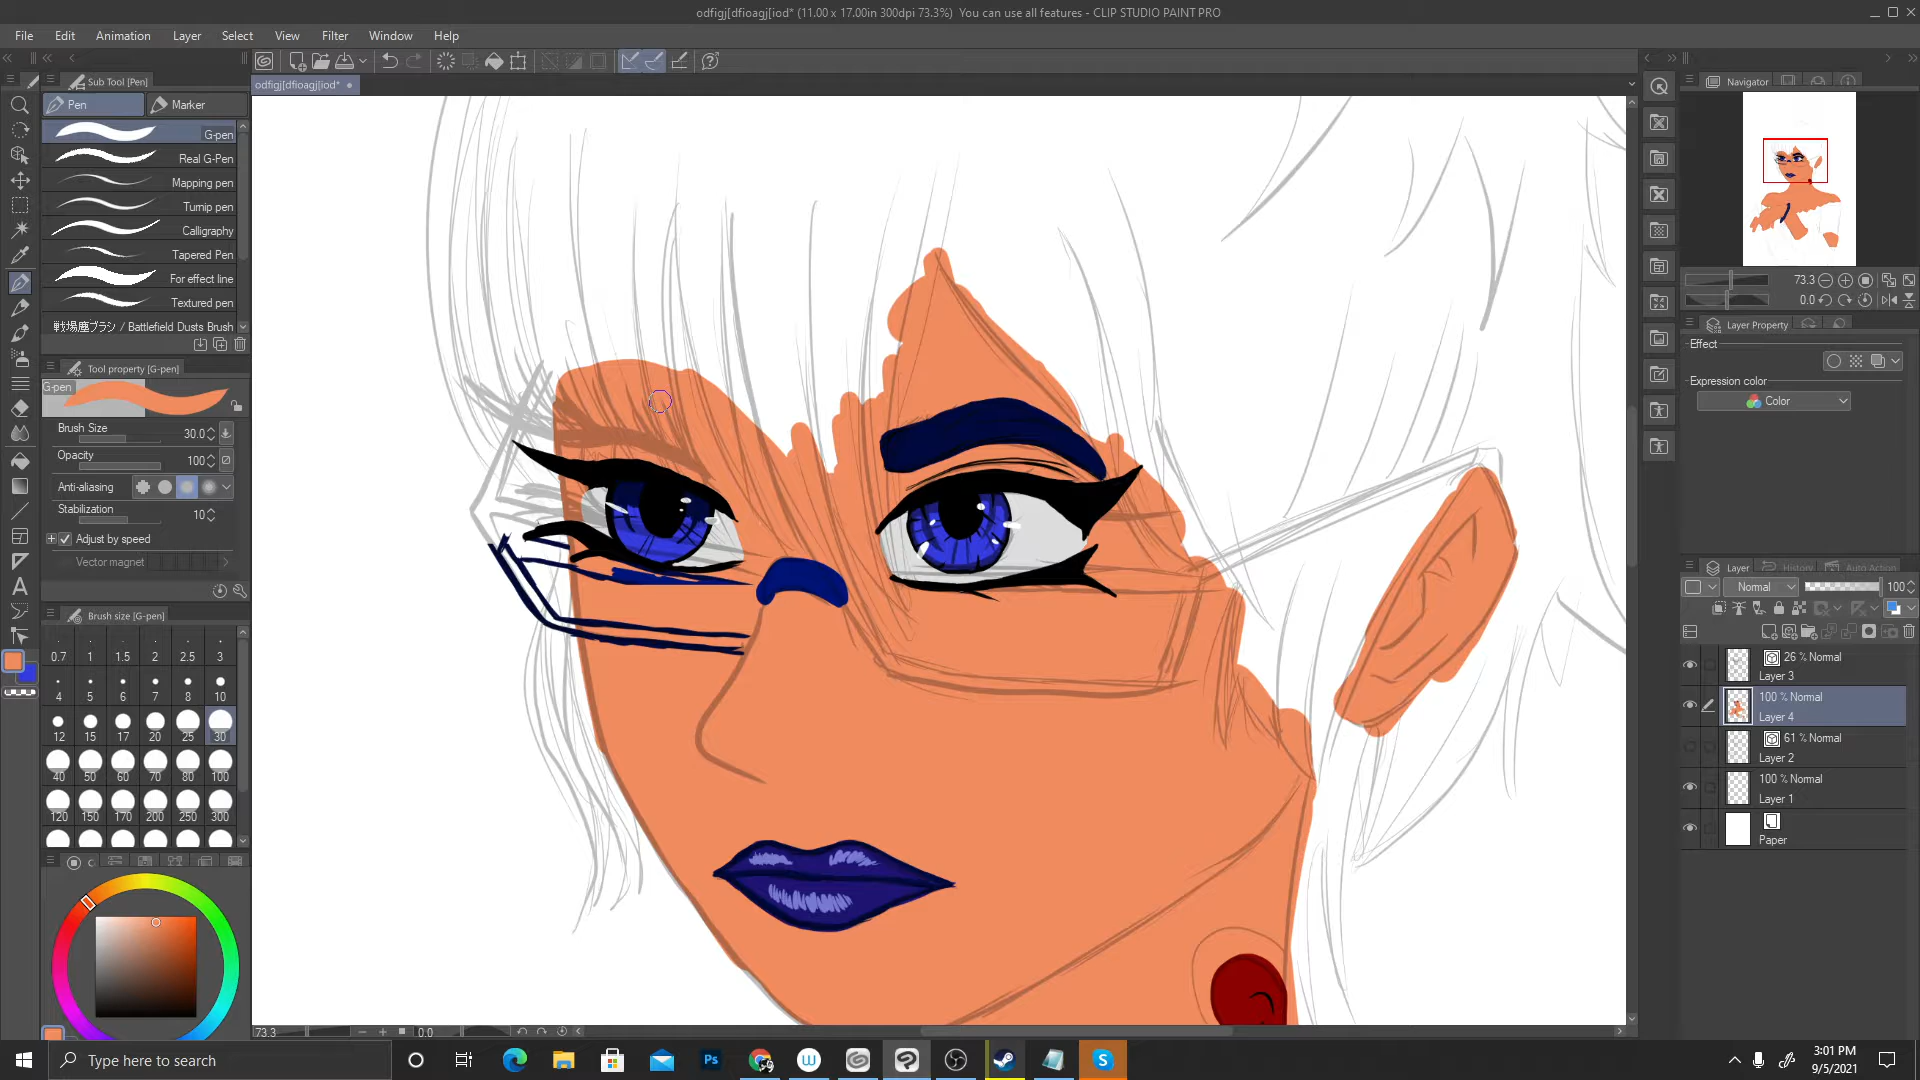 odfigj[dfioagj[iod* (11.00 x 17.00in 300dpi 73.3%) You can use all features - CLIP STUDIO PAINT PRO
File Edit Animation Layer Select View Filter Window Help
Sub Tool [Pen]
odfigj[dfioagj[iod*
Pen Marker
G-pen
Real G-Pen
Mapping pen
Turnip pen
Calligraphy
Tapered Pen
For effect line
Textured pen
戦場塵ブラシ / Battlefield Dusts Brush
Tool property [G-pen]
G-pen
Brush Size 30.0
Opacity 100
Anti-aliasing
Stabilization 10
Adjust by speed
Vector magnet
Brush size [G-pen]
0.7 1 1.5 2 2.5 3
4 5 6 7 8 10
12 15 17 20 25 30
40 50 60 70 80 100
120 150 170 200 250 300
73.3 0.0
Navigator
73.3
0.0
Layer Property
Effect
Expression color
Color
Layer History Auto Action
Normal 100
26 % Normal
Layer 3
100 % Normal
Layer 4
61 % Normal
Layer 2
100 % Normal
Layer 1
Paper
Type here to search
Ps
W
S
3:01 PM
9/5/2021